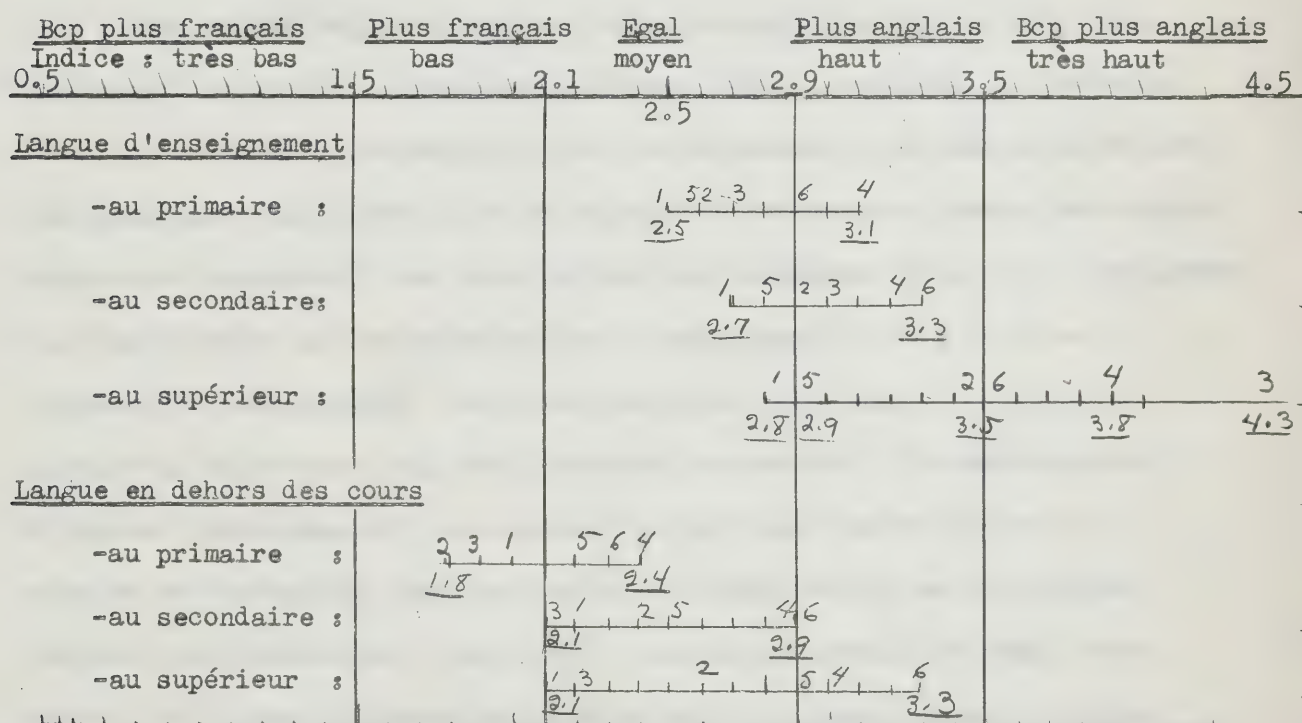 Bcp plus français Plus français Egal Plus anglais Bcp plus anglais
Indice : très bas bas moyen haut très haut
0.5 1.5 2.1 2.9 3.5 4.5
2.5
Langue d'enseignement
-au primaire : 1 5 2 3 6 4
2.5 3.1
-au secondaire: 1 5 2 3 4 6
2.7 3.3
-au supérieur : 1 5 2 6 4 3
2.8 2.9 3.5 3.8 4.3
Langue en dehors des cours
-au primaire : 2 3 1 5 6 4
1.8 2.4
-au secondaire : 3 1 2 5 4 6
2.1 2.9
-au supérieur : 1 3 2 5 4 6
2.1 3.3